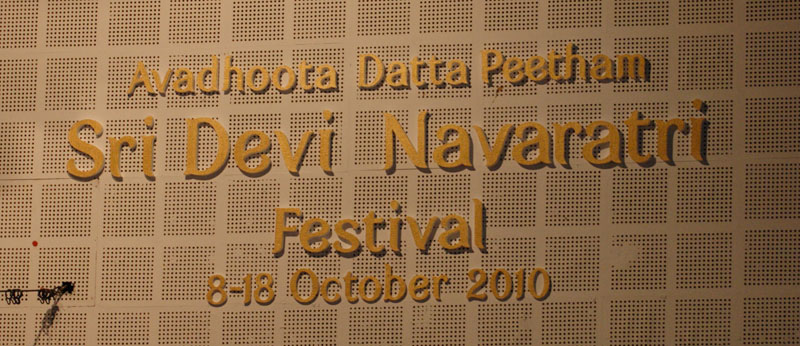 Avadhoota Datta Peetham
Sri Devi Navaratri
Festival
8-18 October 2010